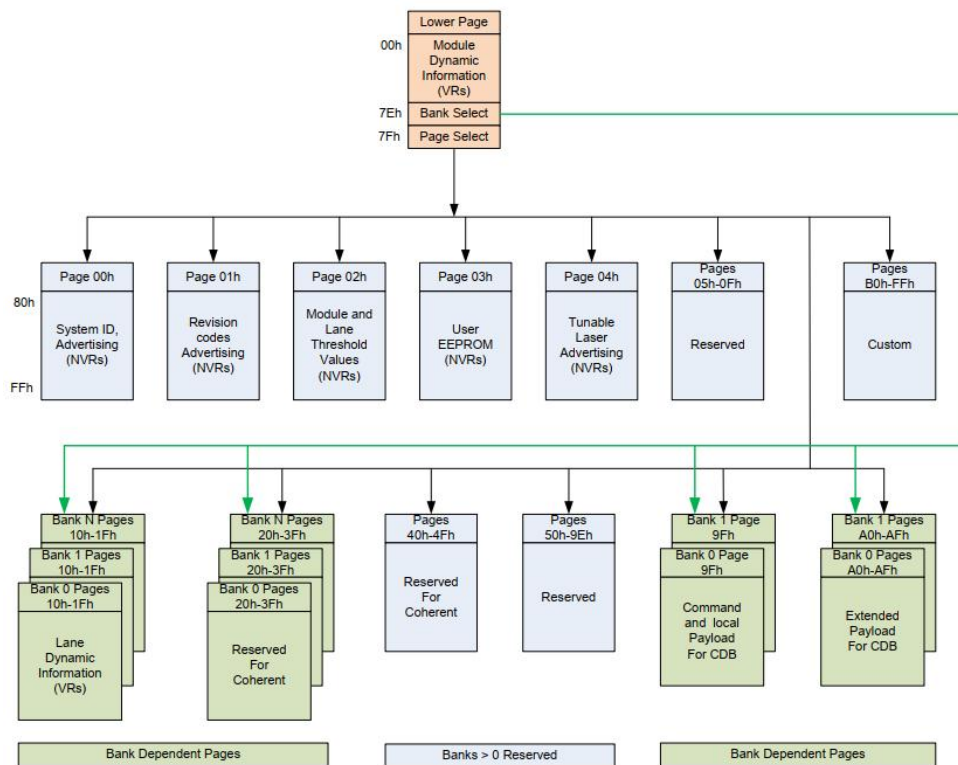 Lower Page
00h
Module
Dynamic
Information
(VRs)
7Eh
Bank Select
7Fh
Page Select
Page 00h
80h
System ID,
Advertising
(NVRs)
FFh
Page 01h
Revision
codes
Advertising
(NVRs)
Page 02h
Module and
Lane
Threshold
Values
(NVRs)
Page 03h
User
EEPROM
(NVRs)
Page 04h
Tunable
Laser
Advertising
(NVRs)
Pages
05h-0Fh
Reserved
Pages
B0h-FFh
Custom
Bank N Pages
10h-1Fh
Bank 1 Pages
10h-1Fh
Bank 0 Pages
10h-1Fh
Lane
Dynamic
Information
(VRs)
Bank N Pages
20h-3Fh
Bank 1 Pages
20h-3Fh
Bank 0 Pages
20h-3Fh
Reserved
For
Coherent
Pages
40h-4Fh
Reserved
For
Coherent
Pages
50h-9Eh
Reserved
Bank 1 Page
9Fh
Bank 0 Page
9Fh
Command
and local
Payload
For CDB
Bank 1 Pages
A0h-AFh
Bank 0 Pages
A0h-AFh
Extended
Payload
For CDB
Bank Dependent Pages
Banks > 0 Reserved
Bank Dependent Pages